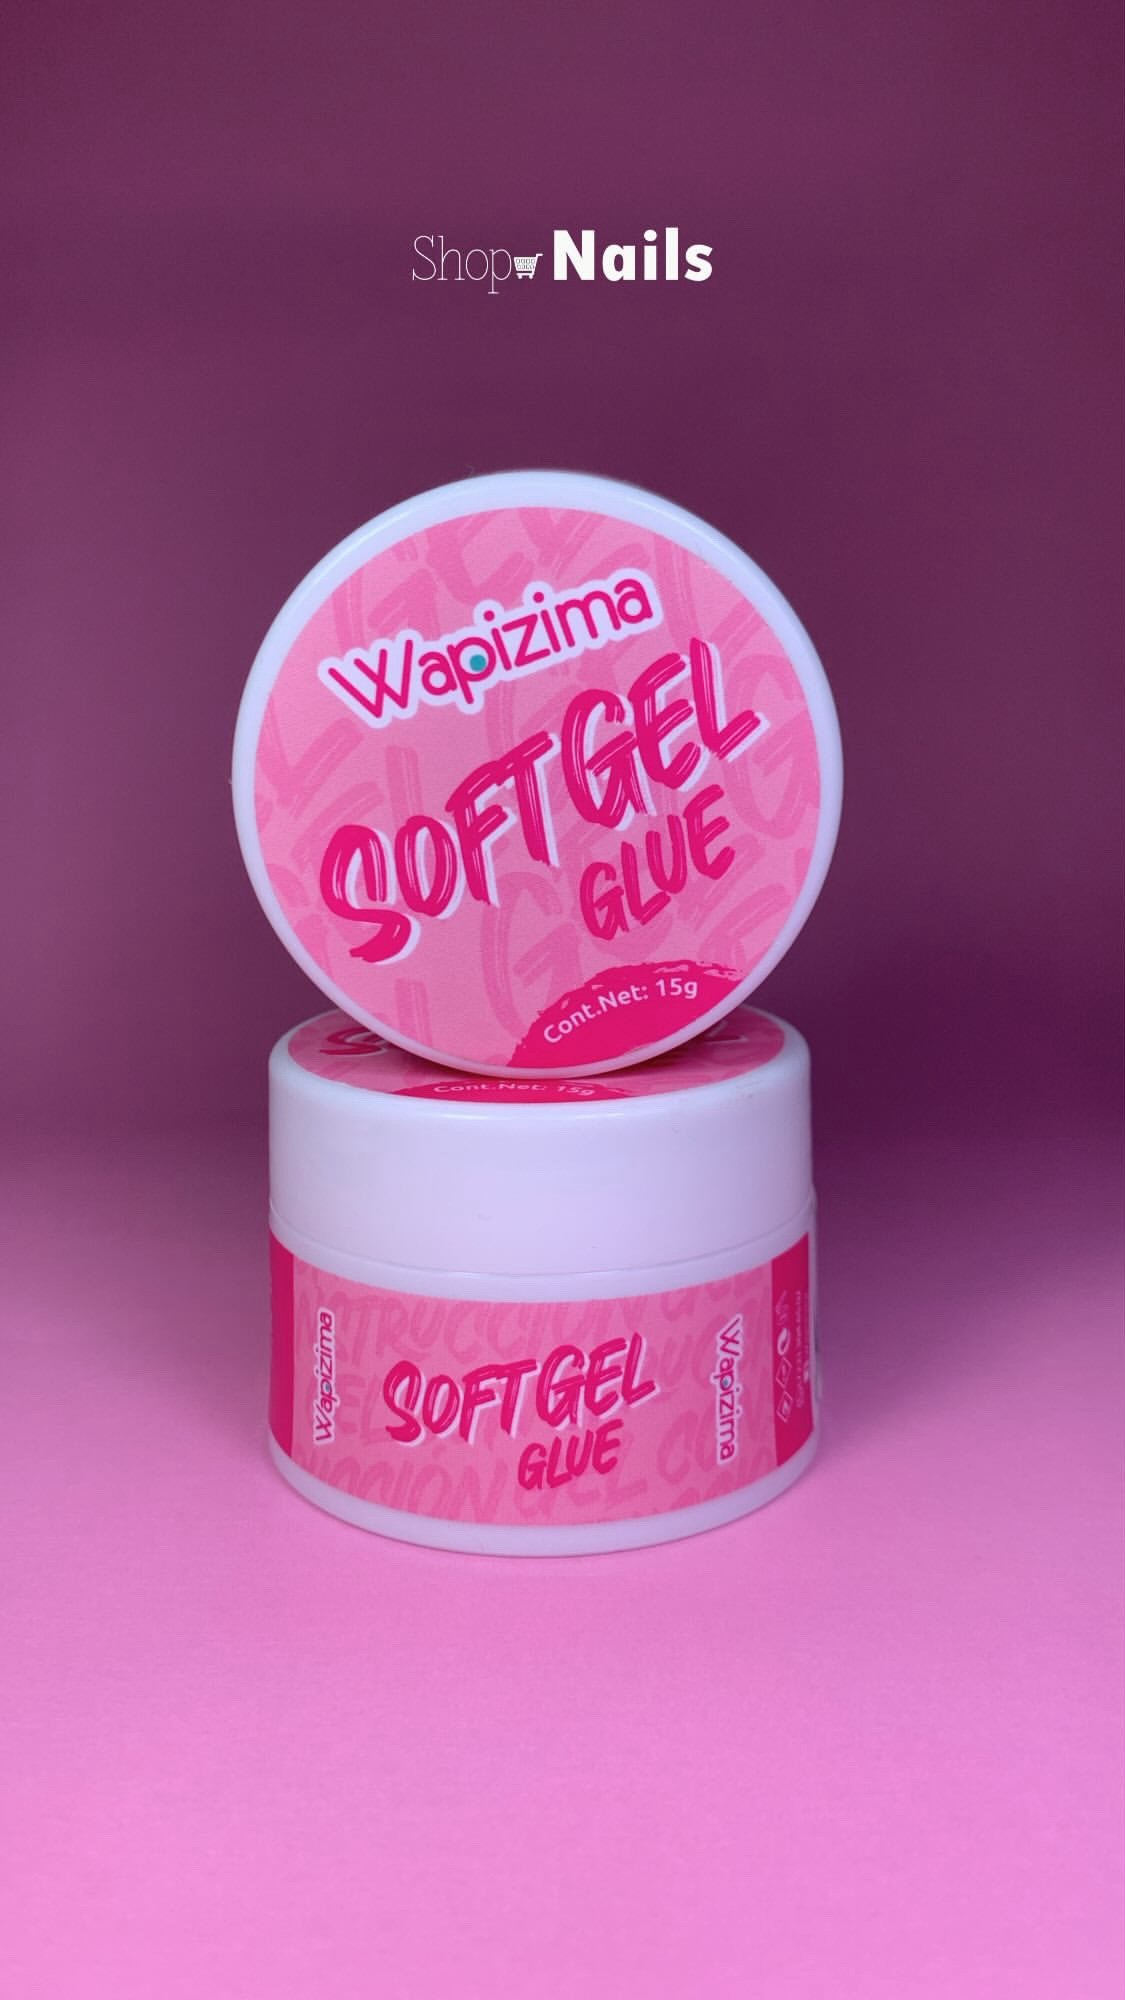 Shop Nails
Wapizima
SOFT GEL
GLUE
Cont.Net: 15g
Cont.Net: 15g
Wapizima
SOFT GEL
GLUE
Wapizima